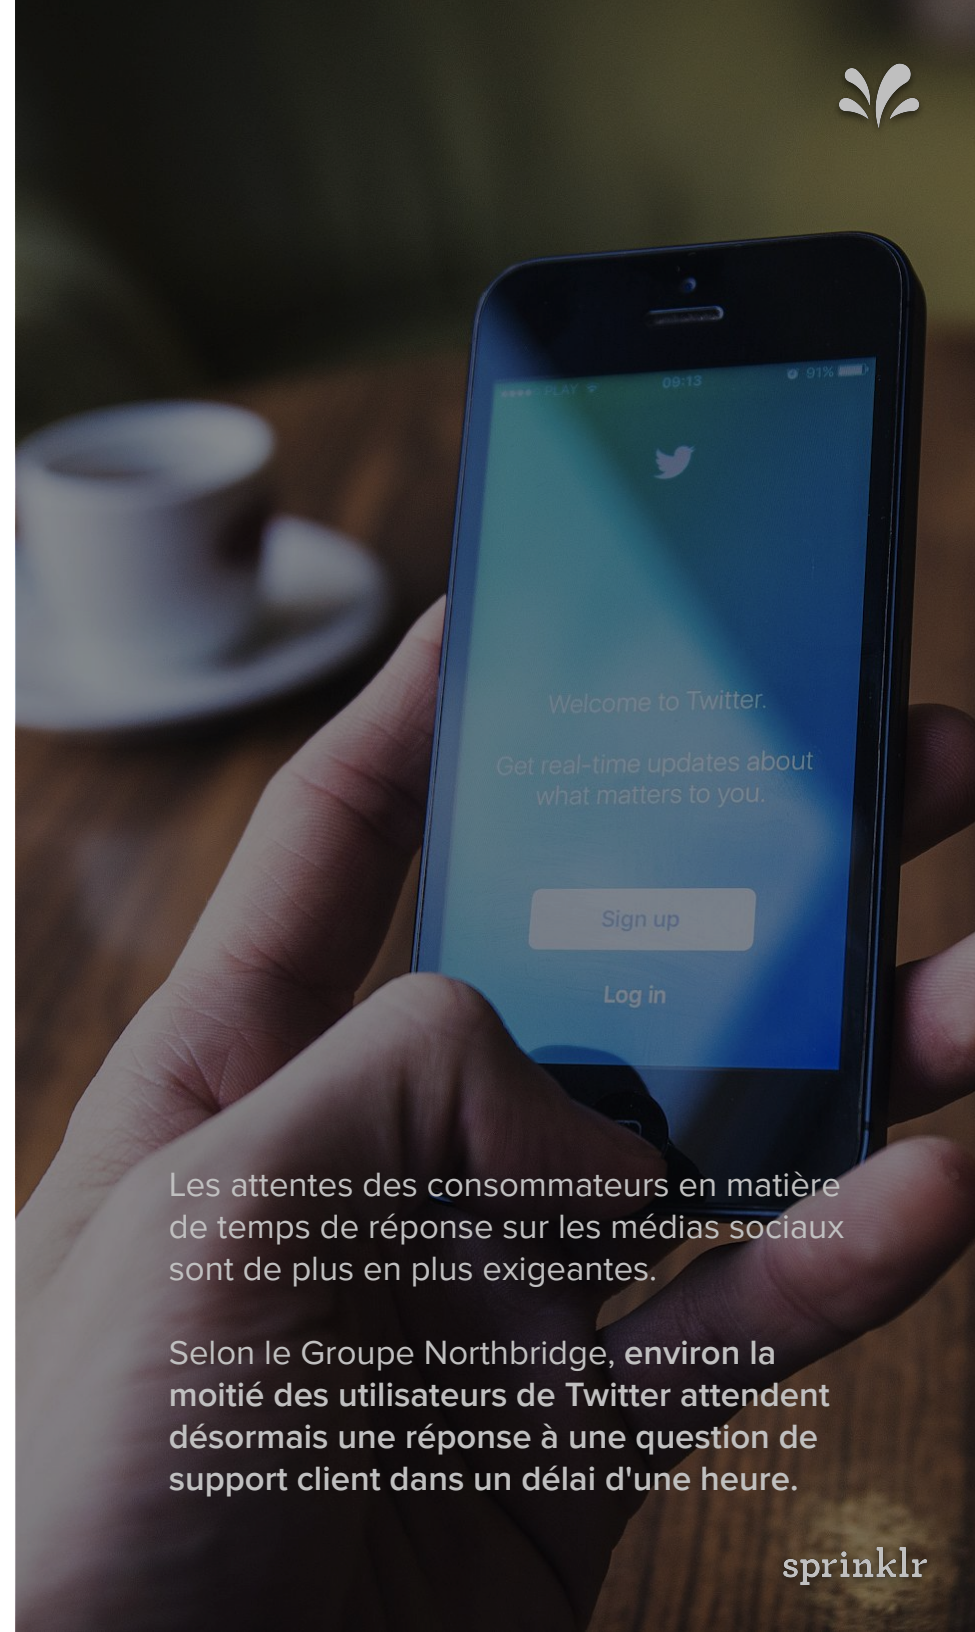 PLAY
09:13
91%
Welcome to Twitter.
Get real-time updates about
what matters to you.
Sign up
Log in
Les attentes des consommateurs en matière
de temps de réponse sur les médias sociaux
sont de plus en plus exigeantes.
Selon le Groupe Northbridge, environ la
moitié des utilisateurs de Twitter attendent
désormais une réponse à une question de
support client dans un délai d'une heure.
sprinklr